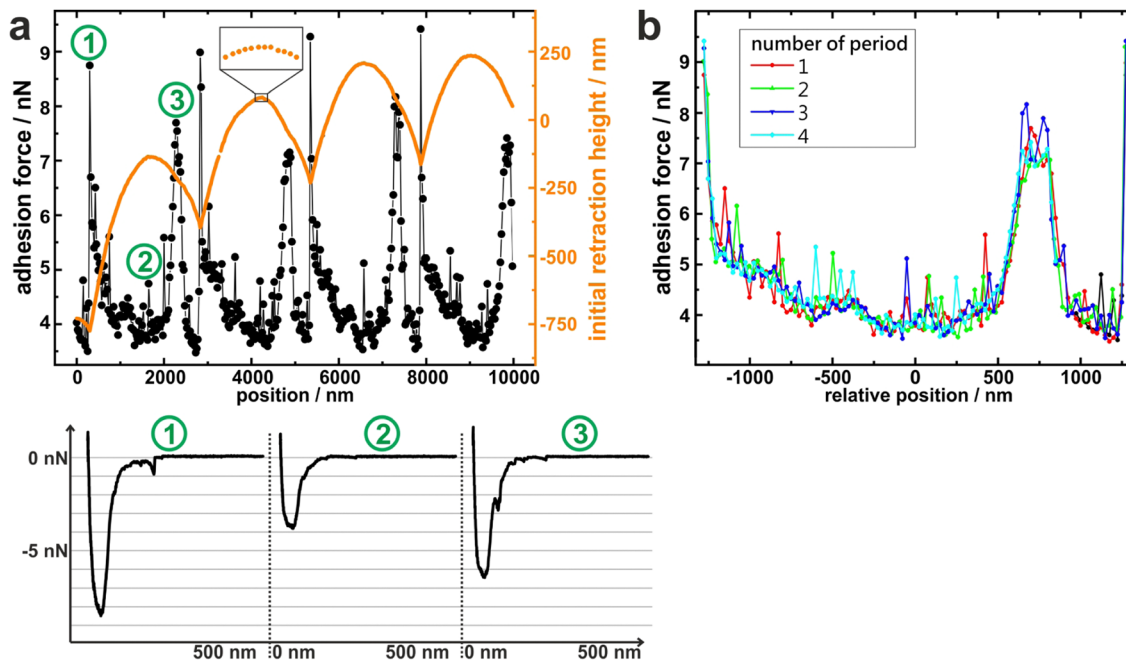 a
adhesion force / nN
9
8
7
6
5
4
0
2000
4000
6000
8000
10000
position / nm
250
0
-250
-500
-750
initial retraction height / nm
1
2
3
b
adhesion force / nN
9
8
7
6
5
4
number of period
1
2
3
4
-1000
-500
0
500
1000
relative position / nm
1
2
3
0 nN
-5 nN
500 nm
0 nm
500 nm
0 nm
500 nm